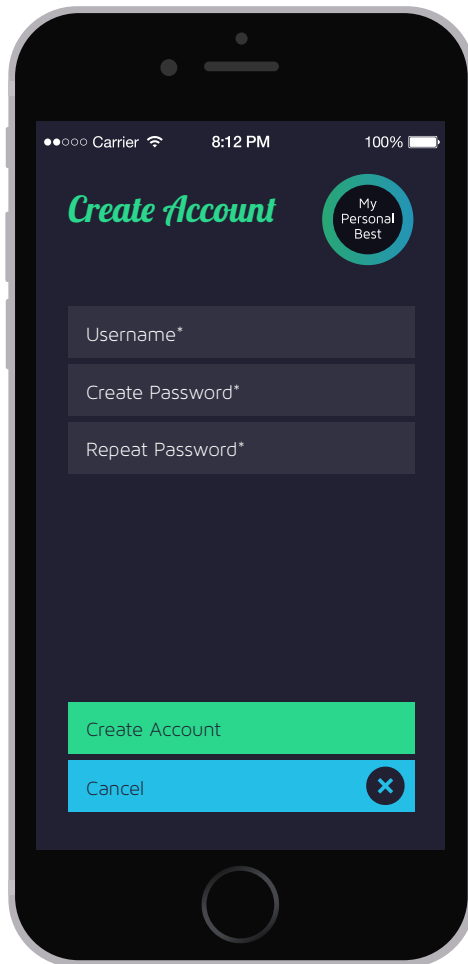 Carrier 8:12 PM 100%
Create Account
My
Personal
Best
Username*
Create Password*
Repeat Password*
Create Account
Cancel